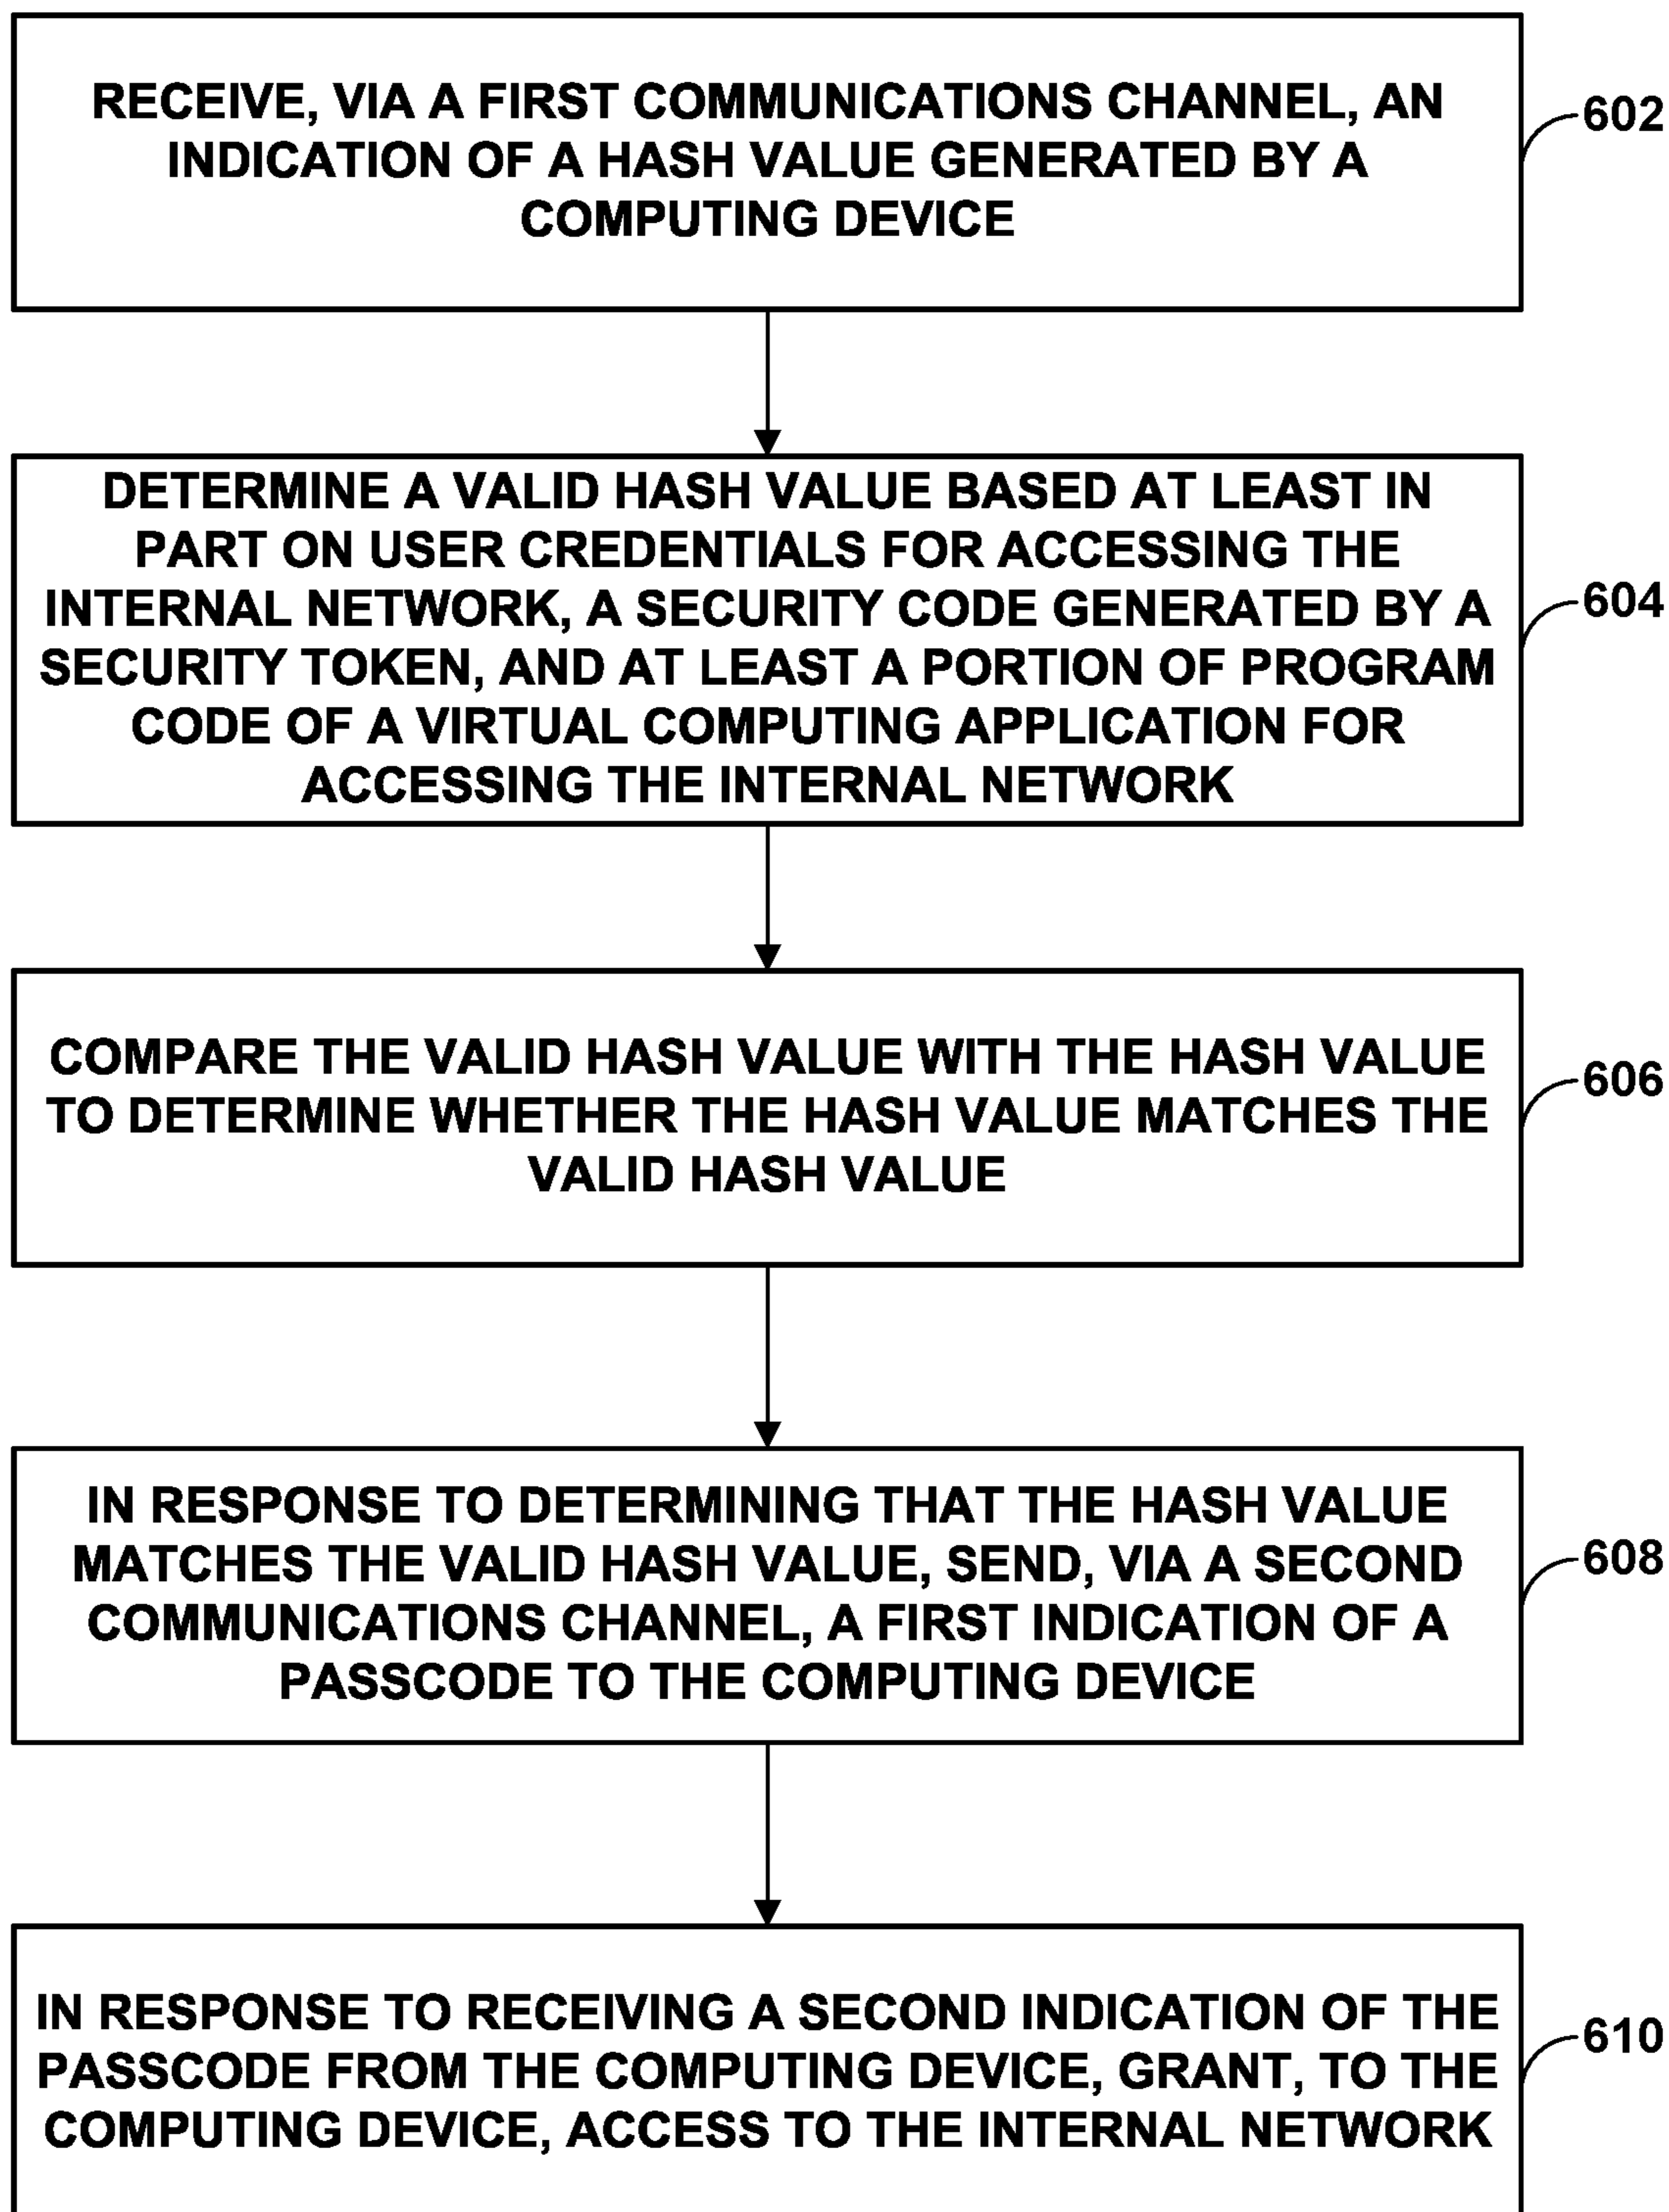 RECEIVE, VIA A FIRST COMMUNICATIONS CHANNEL, AN
INDICATION OF A HASH VALUE GENERATED BY A
COMPUTING DEVICE
602
DETERMINE A VALID HASH VALUE BASED AT LEAST IN
PART ON USER CREDENTIALS FOR ACCESSING THE
INTERNAL NETWORK, A SECURITY CODE GENERATED BY A
SECURITY TOKEN, AND AT LEAST A PORTION OF PROGRAM
CODE OF A VIRTUAL COMPUTING APPLICATION FOR
ACCESSING THE INTERNAL NETWORK
604
COMPARE THE VALID HASH VALUE WITH THE HASH VALUE
TO DETERMINE WHETHER THE HASH VALUE MATCHES THE
VALID HASH VALUE
606
IN RESPONSE TO DETERMINING THAT THE HASH VALUE
MATCHES THE VALID HASH VALUE, SEND, VIA A SECOND
COMMUNICATIONS CHANNEL, A FIRST INDICATION OF A
PASSCODE TO THE COMPUTING DEVICE
608
IN RESPONSE TO RECEIVING A SECOND INDICATION OF THE
PASSCODE FROM THE COMPUTING DEVICE, GRANT, TO THE
COMPUTING DEVICE, ACCESS TO THE INTERNAL NETWORK
610